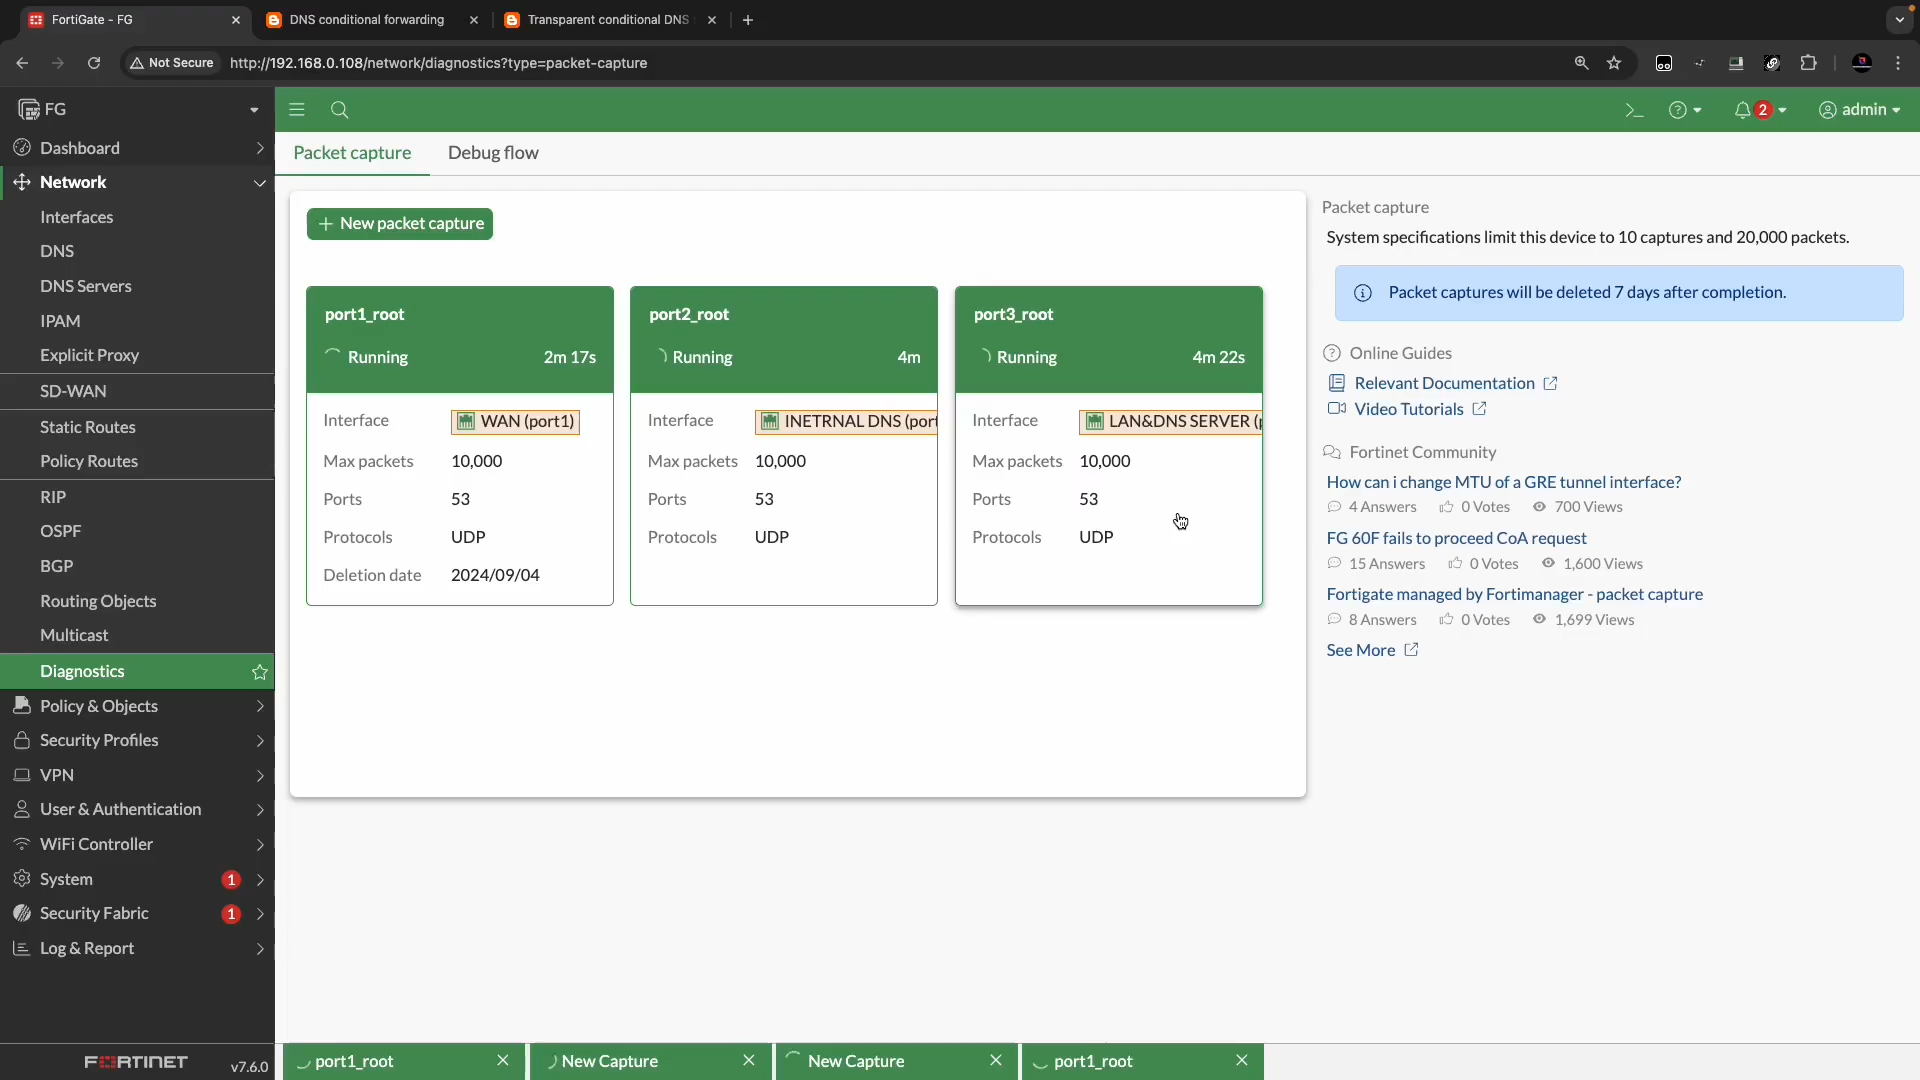 FortiGate - FG
DNS conditional forwarding
Transparent conditional DNS
Not Secure
http://192.168.0.108/network/diagnostics?type=packet-capture
FG
2
admin
Dashboard
Network
Interfaces
DNS
DNS Servers
IPAM
Explicit Proxy
SD-WAN
Static Routes
Policy Routes
RIP
OSPF
BGP
Routing Objects
Multicast
Diagnostics
Policy & Objects
Security Profiles
VPN
User & Authentication
WiFi Controller
System 1
Security Fabric 1
Log & Report
FORTINET v7.6.0
Packet capture Debug flow
+ New packet capture
port1_root
Running 2m 17s
Interface WAN (port1)
Max packets 10,000
Ports 53
Protocols UDP
Deletion date 2024/09/04
port2_root
Running 4m
Interface INETRNAL DNS (port
Max packets 10,000
Ports 53
Protocols UDP
port3_root
Running 4m 22s
Interface LAN&DNS SERVER (
Max packets 10,000
Ports 53
Protocols UDP
Packet capture
System specifications limit this device to 10 captures and 20,000 packets.
Packet captures will be deleted 7 days after completion.
Online Guides
Relevant Documentation
Video Tutorials
Fortinet Community
How can i change MTU of a GRE tunnel interface?
4 Answers 0 Votes 700 Views
FG 60F fails to proceed CoA request
15 Answers 0 Votes 1,600 Views
Fortigate managed by Fortimanager - packet capture
8 Answers 0 Votes 1,699 Views
See More
port1_root
New Capture
New Capture
port1_root